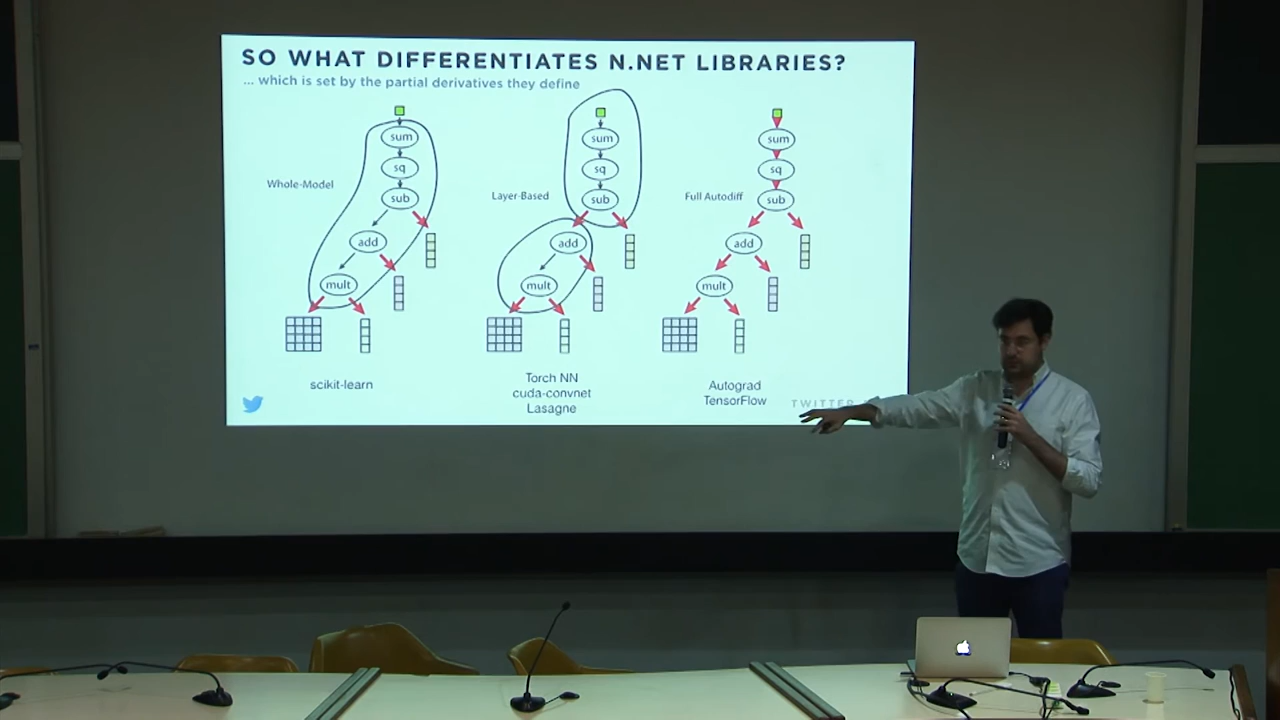 SO WHAT DIFFERENTIATES N.NET LIBRARIES?
... which is set by the partial derivatives they define
Whole-Model
sum
sq
sub
add
mult
scikit-learn
Layer-Based
sum
sq
sub
add
mult
Torch NN
cuda-convnet
Lasagne
Full Autodiff
sum
sq
sub
add
mult
Autograd
TensorFlow
TWITTER